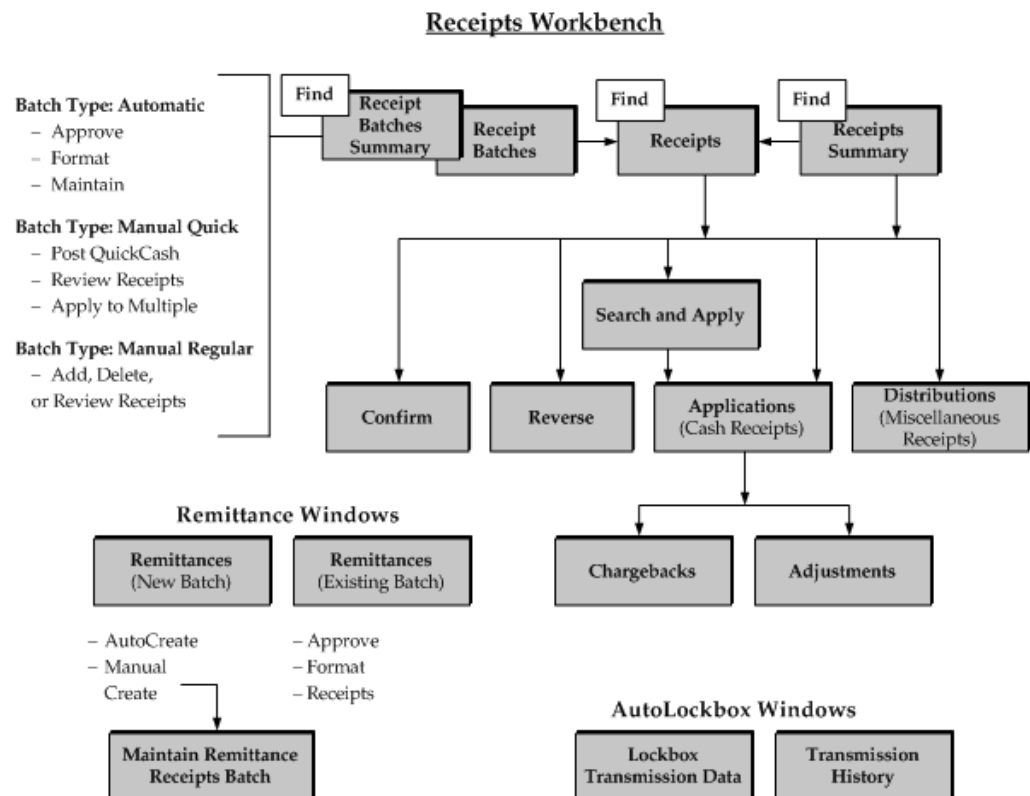 Receipts Workbench
Batch Type: Automatic
– Approve
– Format
– Maintain
Batch Type: Manual Quick
– Post QuickCash
– Review Receipts
– Apply to Multiple
Batch Type: Manual Regular
– Add, Delete,
or Review Receipts
Find
Receipt
Batches
Summary
Receipt
Batches
Find
Receipts
Find
Receipts
Summary
Search and Apply
Confirm
Reverse
Applications
(Cash Receipts)
Distributions
(Miscellaneous
Receipts)
Chargebacks
Adjustments
Remittance Windows
Remittances
(New Batch)
Remittances
(Existing Batch)
– AutoCreate
– Manual
Create
– Approve
– Format
– Receipts
Maintain Remittance
Receipts Batch
AutoLockbox Windows
Lockbox
Transmission Data
Transmission
History